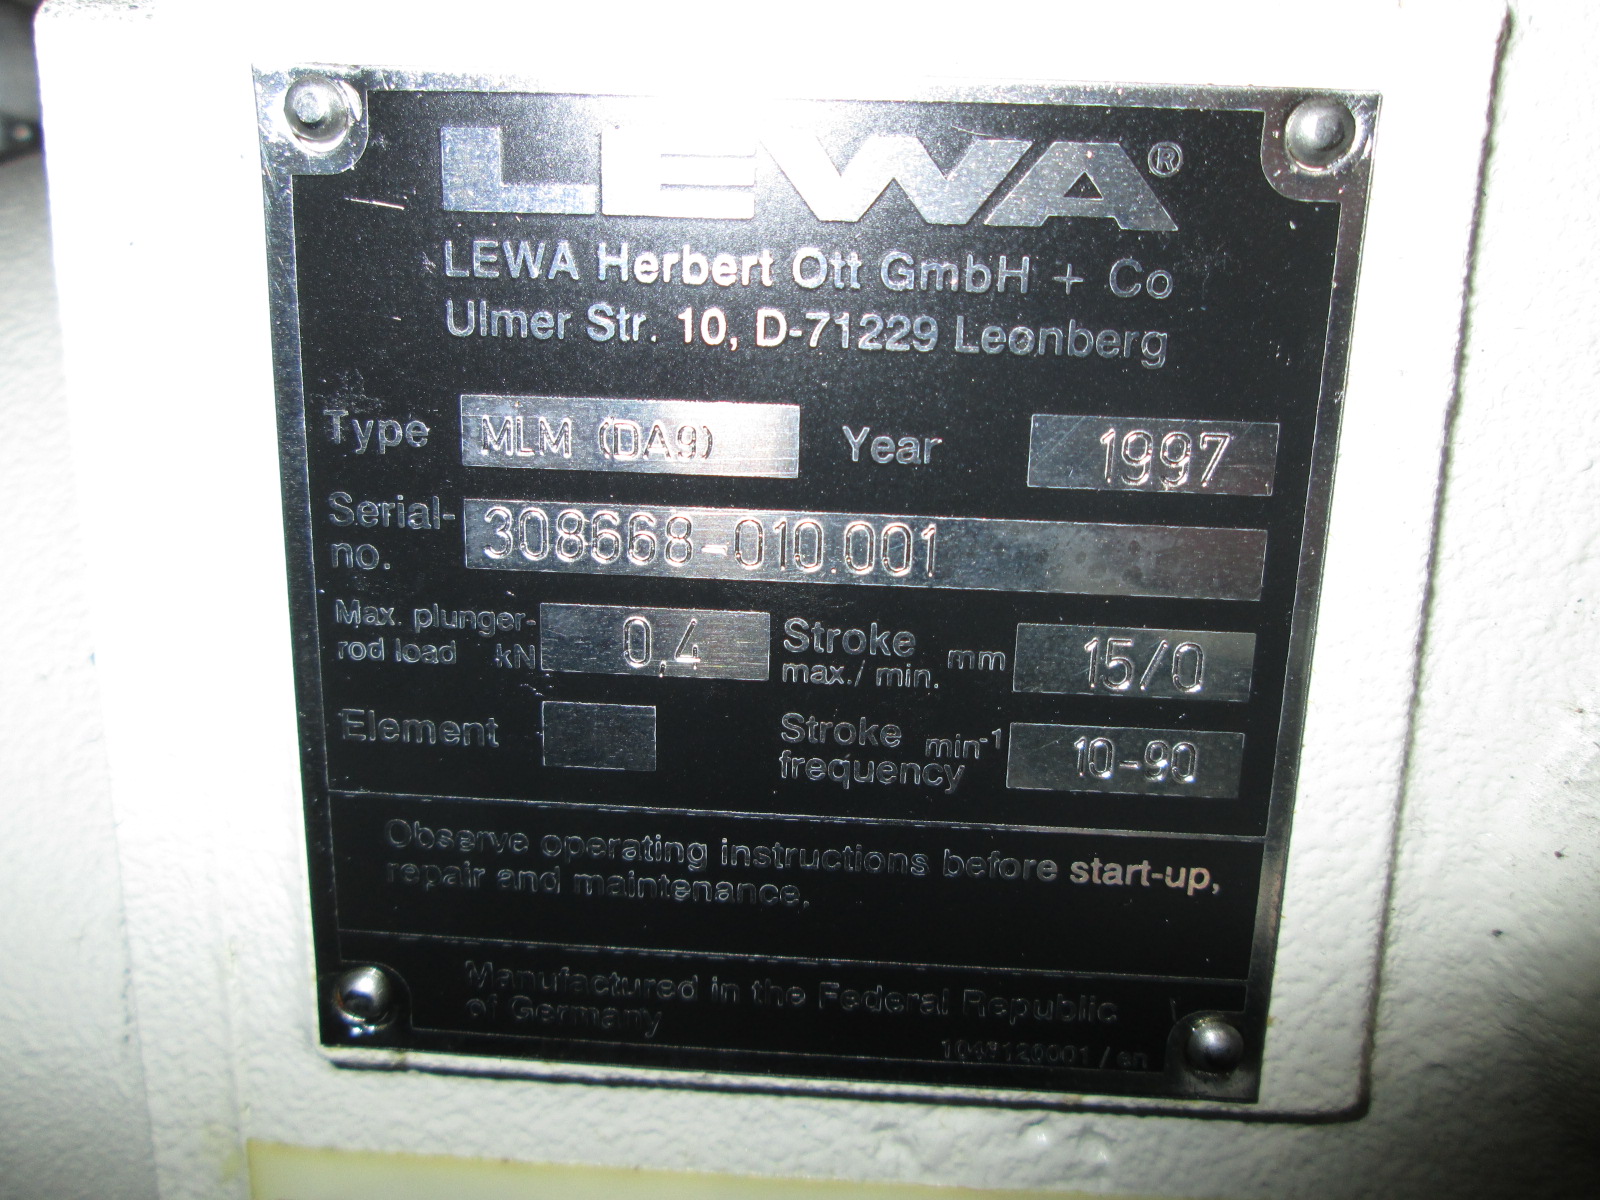 LEWA®
LEWA Herbert Ott GmbH + Co
Ulmer Str. 10, D-71229 Leonberg
Type MLM (DA9) Year 1997
Serial-no. 308668-010.001
Max. plunger-rod load kN 0,4 Stroke max./ min. mm 15/0
Element Stroke frequency min-1 10-90
Observe operating instructions before start-up,
repair and maintenance.
Manufactured in the Federal Republic
of Germany